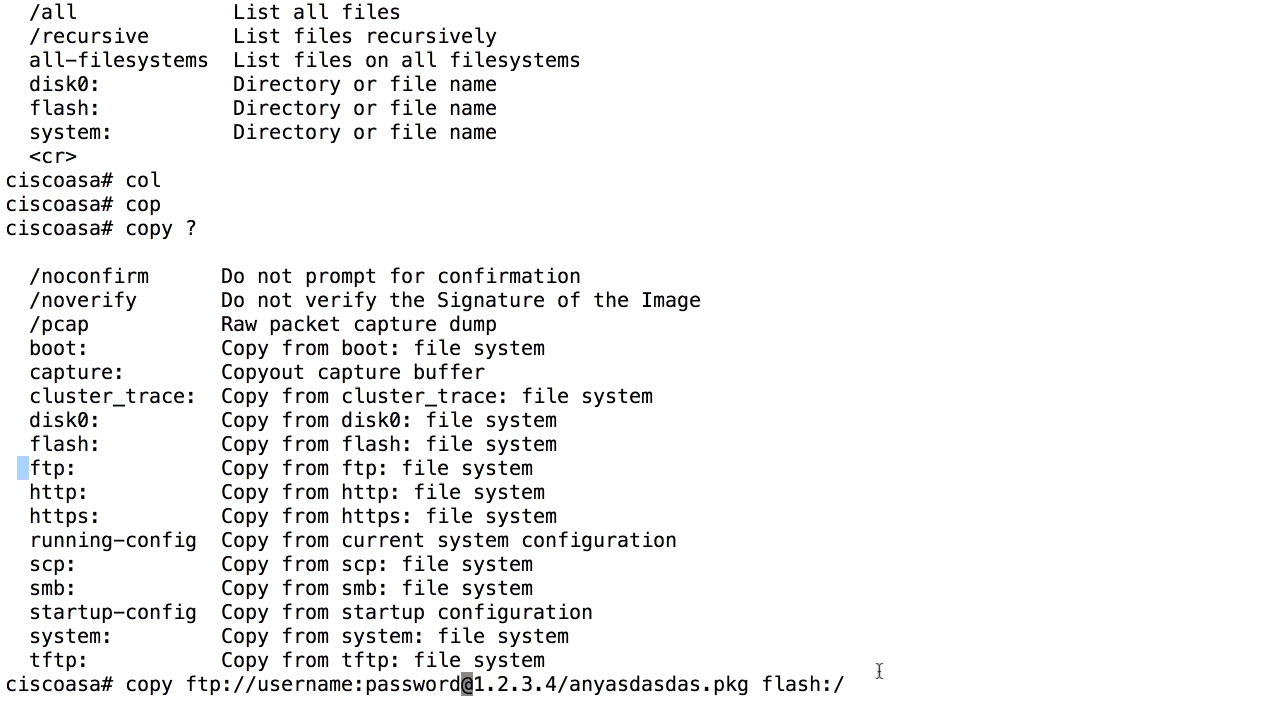 /all             List all files
/recursive       List files recursively
all-filesystems  List files on all filesystems
disk0:           Directory or file name
flash:           Directory or file name
system:          Directory or file name
<cr>
ciscoasa# col
ciscoasa# cop
ciscoasa# copy ?
/noconfirm      Do not prompt for confirmation
/noverify       Do not verify the Signature of the Image
/pcap           Raw packet capture dump
boot:           Copy from boot: file system
capture:        Copyout capture buffer
cluster_trace:  Copy from cluster_trace: file system
disk0:          Copy from disk0: file system
flash:          Copy from flash: file system
ftp:            Copy from ftp: file system
http:           Copy from http: file system
https:          Copy from https: file system
running-config  Copy from current system configuration
scp:            Copy from scp: file system
smb:            Copy from smb: file system
startup-config  Copy from startup configuration
system:         Copy from system: file system
tftp:           Copy from tftp: file system
ciscoasa# copy ftp://username:password@1.2.3.4/anyasdasdas.pkg flash:/